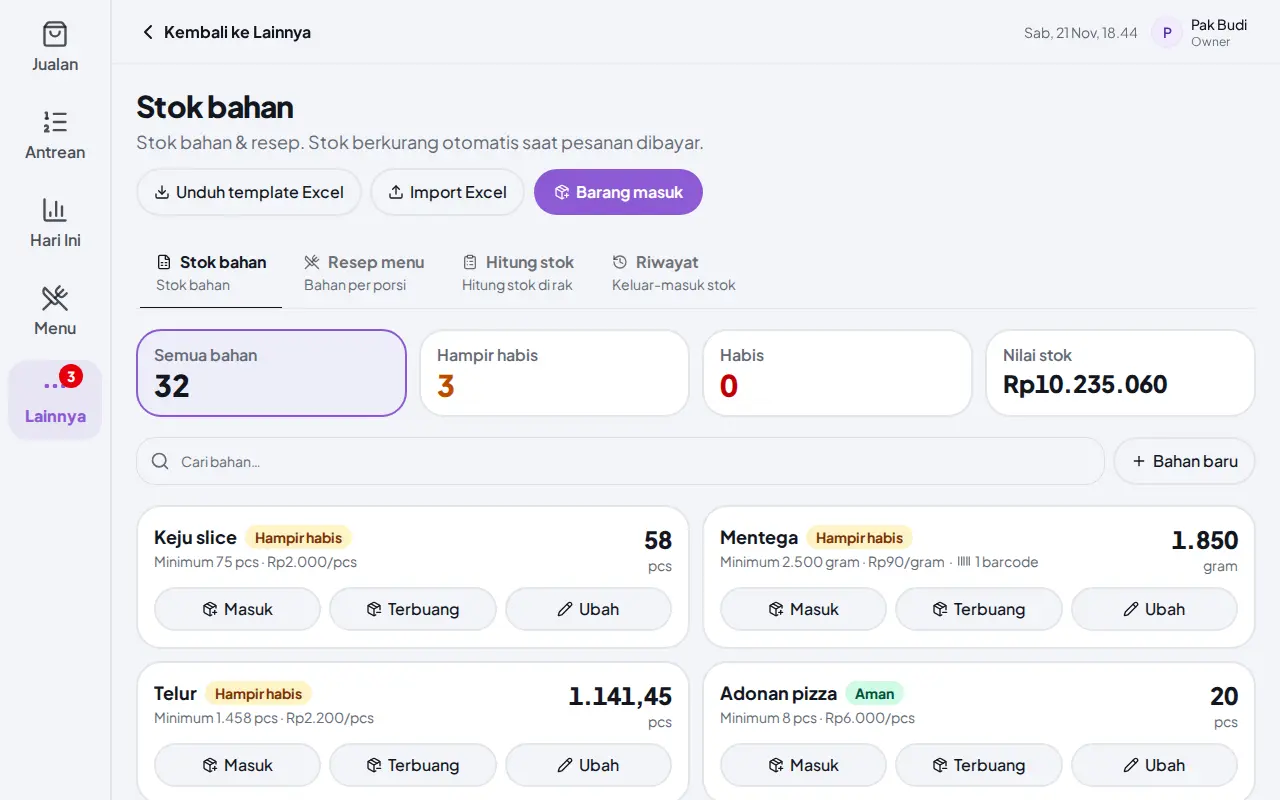 Kembali ke Lainnya
Sab, 21 Nov, 18.44
P
Pak Budi
Owner
Jualan
Antrean
Hari Ini
Menu
3
Lainnya
Stok bahan
Stok bahan & resep. Stok berkurang otomatis saat pesanan dibayar.
Unduh template Excel
Import Excel
Barang masuk
Stok bahan
Stok bahan
Resep menu
Bahan per porsi
Hitung stok
Hitung stok di rak
Riwayat
Keluar-masuk stok
Semua bahan
32
Hampir habis
3
Habis
0
Nilai stok
Rp10.235.060
Cari bahan...
Bahan baru
Keju slice Hampir habis
Minimum 75 pcs · Rp2.000/pcs
58
pcs
Masuk
Terbuang
Ubah
Mentega Hampir habis
Minimum 2.500 gram · Rp90/gram · 1 barcode
1.850
gram
Masuk
Terbuang
Ubah
Telur Hampir habis
Minimum 1.458 pcs · Rp2.200/pcs
1.141,45
pcs
Masuk
Terbuang
Ubah
Adonan pizza Aman
Minimum 8 pcs · Rp6.000/pcs
20
pcs
Masuk
Terbuang
Ubah